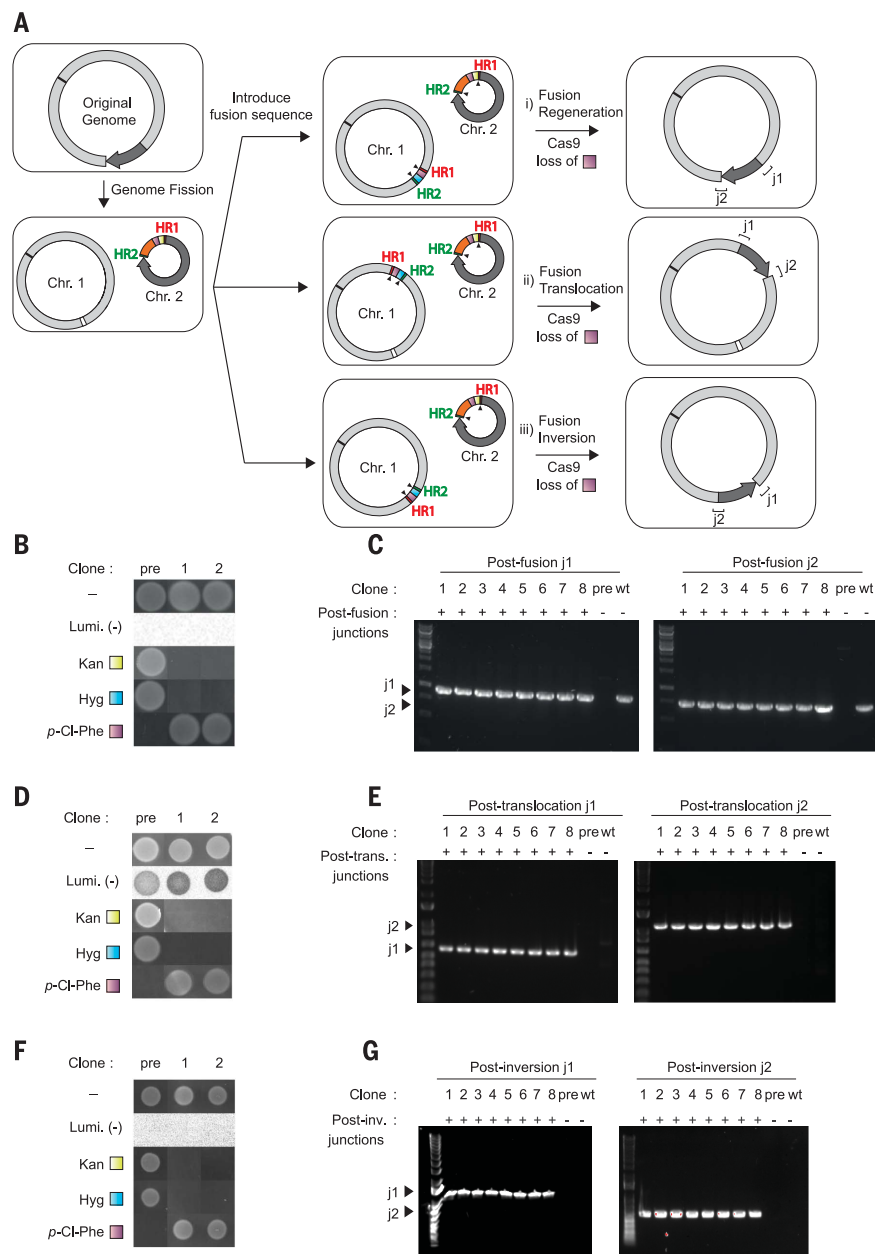 A
Original
Genome
Genome Fission
HR1
HR2
Chr. 1
Chr. 2
Introduce
fusion sequence
HR1
HR2
Chr. 2
Chr. 1
HR1
HR2
i) Fusion
Regeneration
Cas9
loss of
j2
j1
HR1
HR2
Chr. 2
HR1
HR2
Chr. 1
ii) Fusion
Translocation
Cas9
loss of
j1
j2
HR1
HR2
Chr. 2
Chr. 1
HR2
HR1
iii) Fusion
Inversion
Cas9
loss of
j1
j2
B
Clone : pre 1 2
–
Lumi. (-)
Kan
Hyg
p-Cl-Phe
C
Post-fusion j1 Post-fusion j2
Clone : 1 2 3 4 5 6 7 8 pre wt 1 2 3 4 5 6 7 8 pre wt
Post-fusion : + + + + + + + + - - + + + + + + + + - -
junctions
j1
j2
D
Clone : pre 1 2
–
Lumi. (-)
Kan
Hyg
p-Cl-Phe
E
Post-translocation j1 Post-translocation j2
Clone : 1 2 3 4 5 6 7 8 pre wt 1 2 3 4 5 6 7 8 pre wt
Post-trans. : + + + + + + + + - - + + + + + + + + - -
junctions
j2
j1
F
Clone : pre 1 2
–
Lumi. (-)
Kan
Hyg
p-Cl-Phe
G
Post-inversion j1 Post-inversion j2
Clone : 1 2 3 4 5 6 7 8 pre wt 1 2 3 4 5 6 7 8 pre wt
Post-inv. : + + + + + + + + - - + + + + + + + + - -
junctions
j1
j2